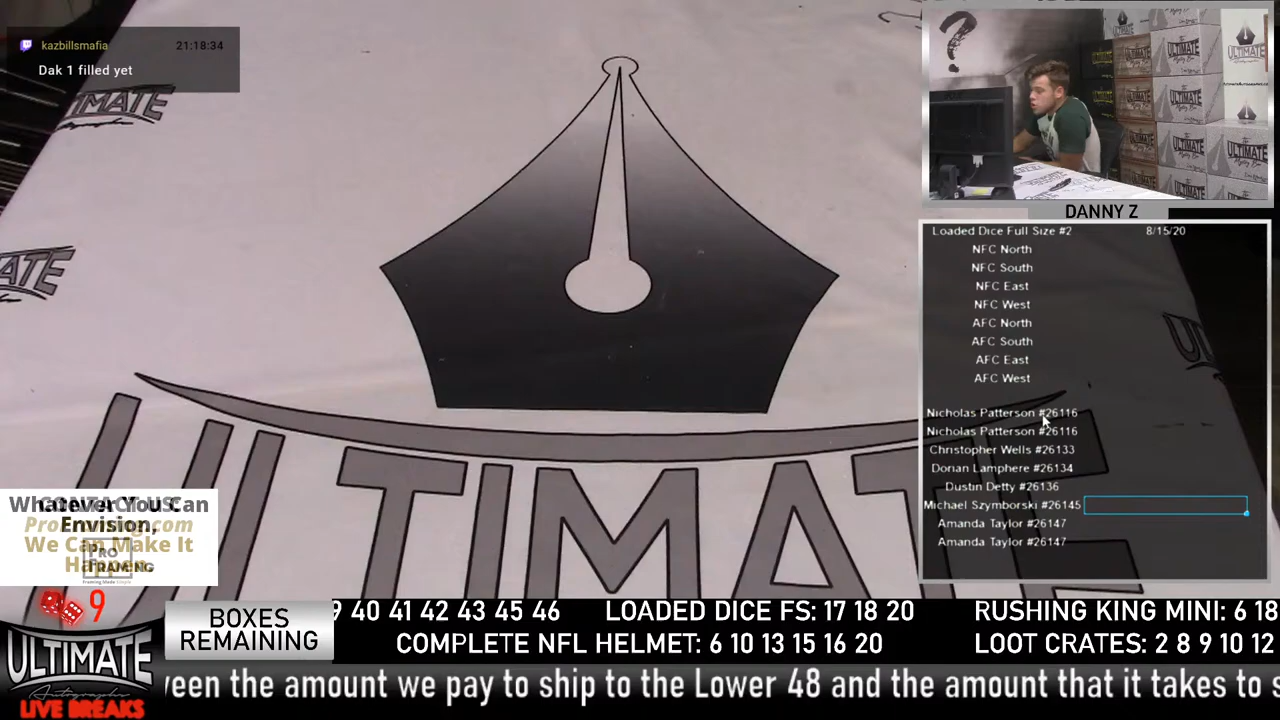 kazbillsmafia 21:18:34
Dak 1 filled yet
ULTIMATE
DANNY Z
Loaded Dice Full Size #2 8/15/20
NFC North
NFC South
NFC East
NFC West
AFC North
AFC South
AFC East
AFC West
Nicholas Patterson #26116
Nicholas Patterson #26116
Christopher Wells #26133
Dorian Lamphere #26134
Dustin Detty #26136
Michael Szymborski #26145
Amanda Taylor #26147
Amanda Taylor #26147
ULTIMATE
Whatever You Can
Envision,
We Can Make It
PRO
FRAMING
9
BOXES
REMAINING
9 40 41 42 43 45 46 LOADED DICE FS: 17 18 20 RUSHING KING MINI: 6 18
COMPLETE NFL HELMET: 6 10 13 15 16 20 LOOT CRATES: 2 8 9 10 12
ULTIMATE
Autographs
LIVE BREAKS
veen the amount we pay to ship to the Lower 48 and the amount that it takes to s